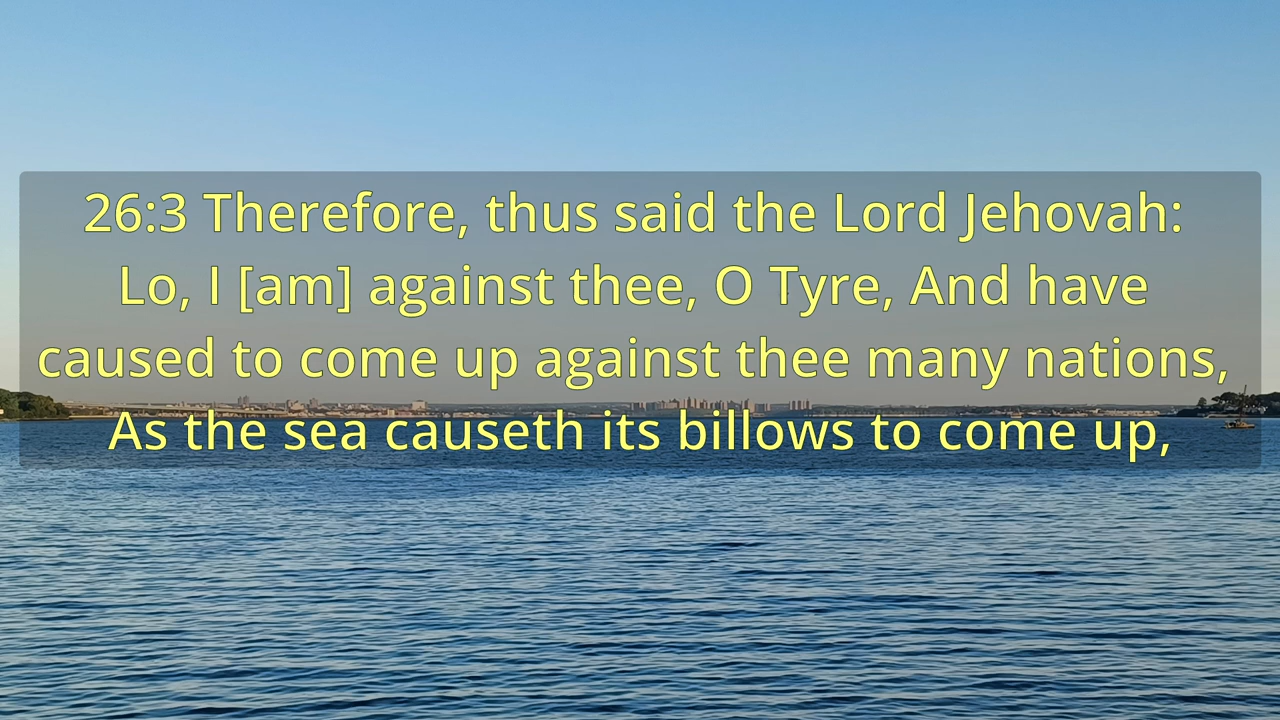 26:3 Therefore, thus said the Lord Jehovah:
Lo, I [am] against thee, O Tyre, And have
caused to come up against thee many nations,
As the sea causeth its billows to come up,